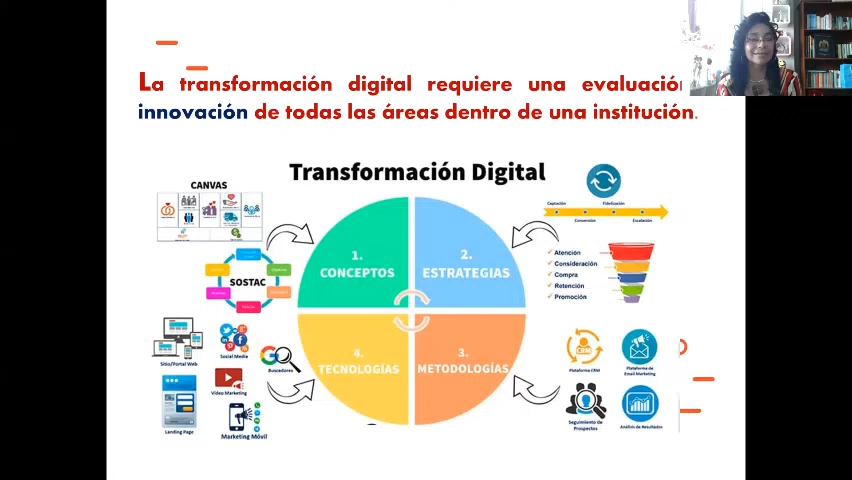 La transformación digital requiere una evaluación
innovación de todas las áreas dentro de una institución.
Transformación Digital
CANVAS
SOSTAC
1.
CONCEPTOS
2.
ESTRATEGIAS
4.
TECNOLOGÍAS
3.
METODOLOGÍAS
Captación
Fidelización
Conversión
Escalación
Atención
Consideración
Compra
Retención
Promoción
Sitio/Portal Web
Social Media
Buscadores
Video Marketing
Landing Page
Marketing Móvil
CRM
Plataforma CRM
Plataforma de
Email Marketing
Seguimiento de
Prospectos
Análisis de Resultados